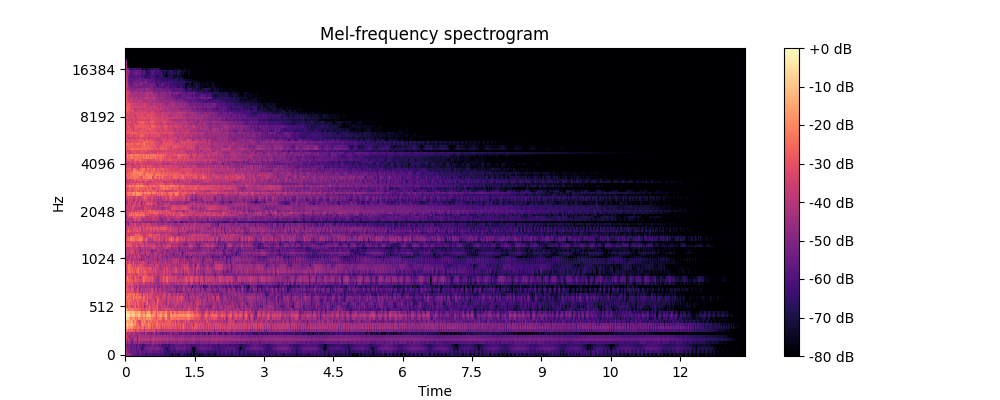 Mel-frequency spectrogram
Hz
16384
8192
4096
2048
1024
512
0
0 1.5 3 4.5 6 7.5 9 10 12
Time
+0 dB
-10 dB
-20 dB
-30 dB
-40 dB
-50 dB
-60 dB
-70 dB
-80 dB